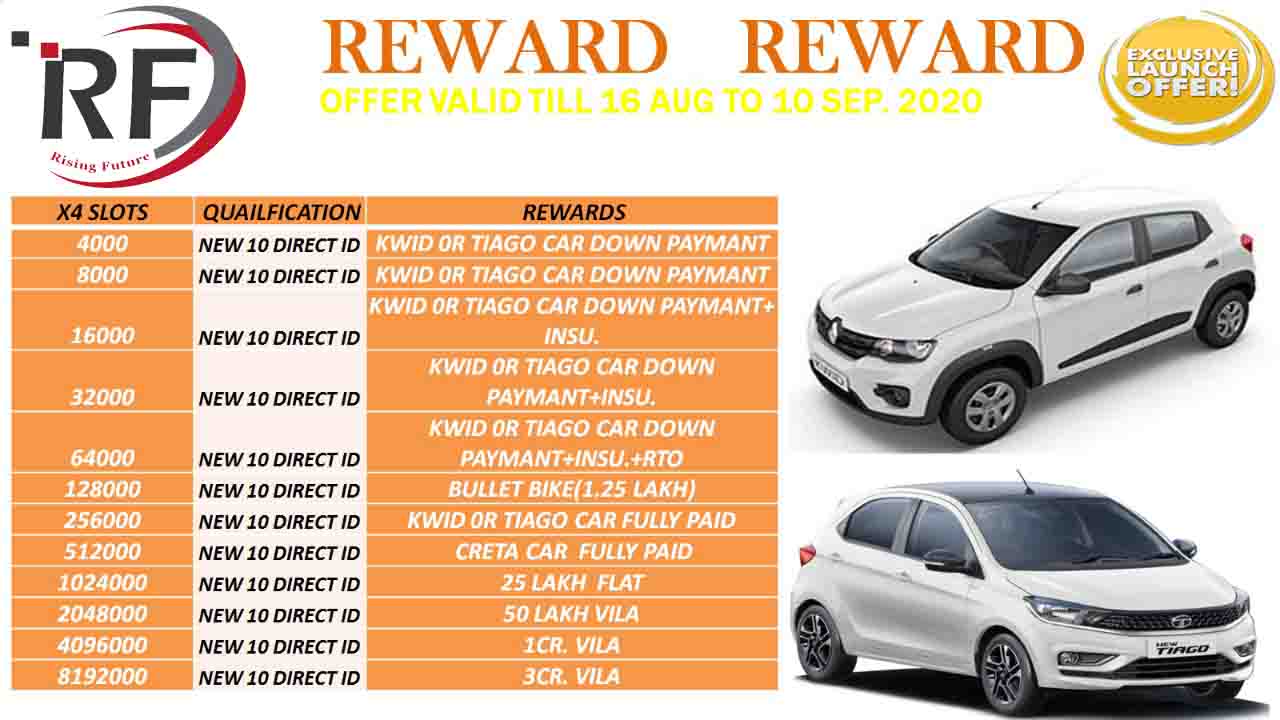 RF
Rising Future
REWARD REWARD
OFFER VALID TILL 16 AUG TO 10 SEP. 2020
EXCLUSIVE
LAUNCH
OFFER!
X4 SLOTS QUAILFICATION REWARDS
4000 NEW 10 DIRECT ID KWID 0R TIAGO CAR DOWN PAYMANT
8000 NEW 10 DIRECT ID KWID 0R TIAGO CAR DOWN PAYMANT
KWID 0R TIAGO CAR DOWN PAYMANT+
16000 NEW 10 DIRECT ID INSU.
KWID 0R TIAGO CAR DOWN
32000 NEW 10 DIRECT ID PAYMANT+INSU.
KWID 0R TIAGO CAR DOWN
64000 NEW 10 DIRECT ID PAYMANT+INSU.+RTO
128000 NEW 10 DIRECT ID BULLET BIKE(1.25 LAKH)
256000 NEW 10 DIRECT ID KWID 0R TIAGO CAR FULLY PAID
512000 NEW 10 DIRECT ID CRETA CAR FULLY PAID
1024000 NEW 10 DIRECT ID 25 LAKH FLAT
2048000 NEW 10 DIRECT ID 50 LAKH VILA
4096000 NEW 10 DIRECT ID 1CR. VILA
8192000 NEW 10 DIRECT ID 3CR. VILA
KWID
NEW
TIAGO